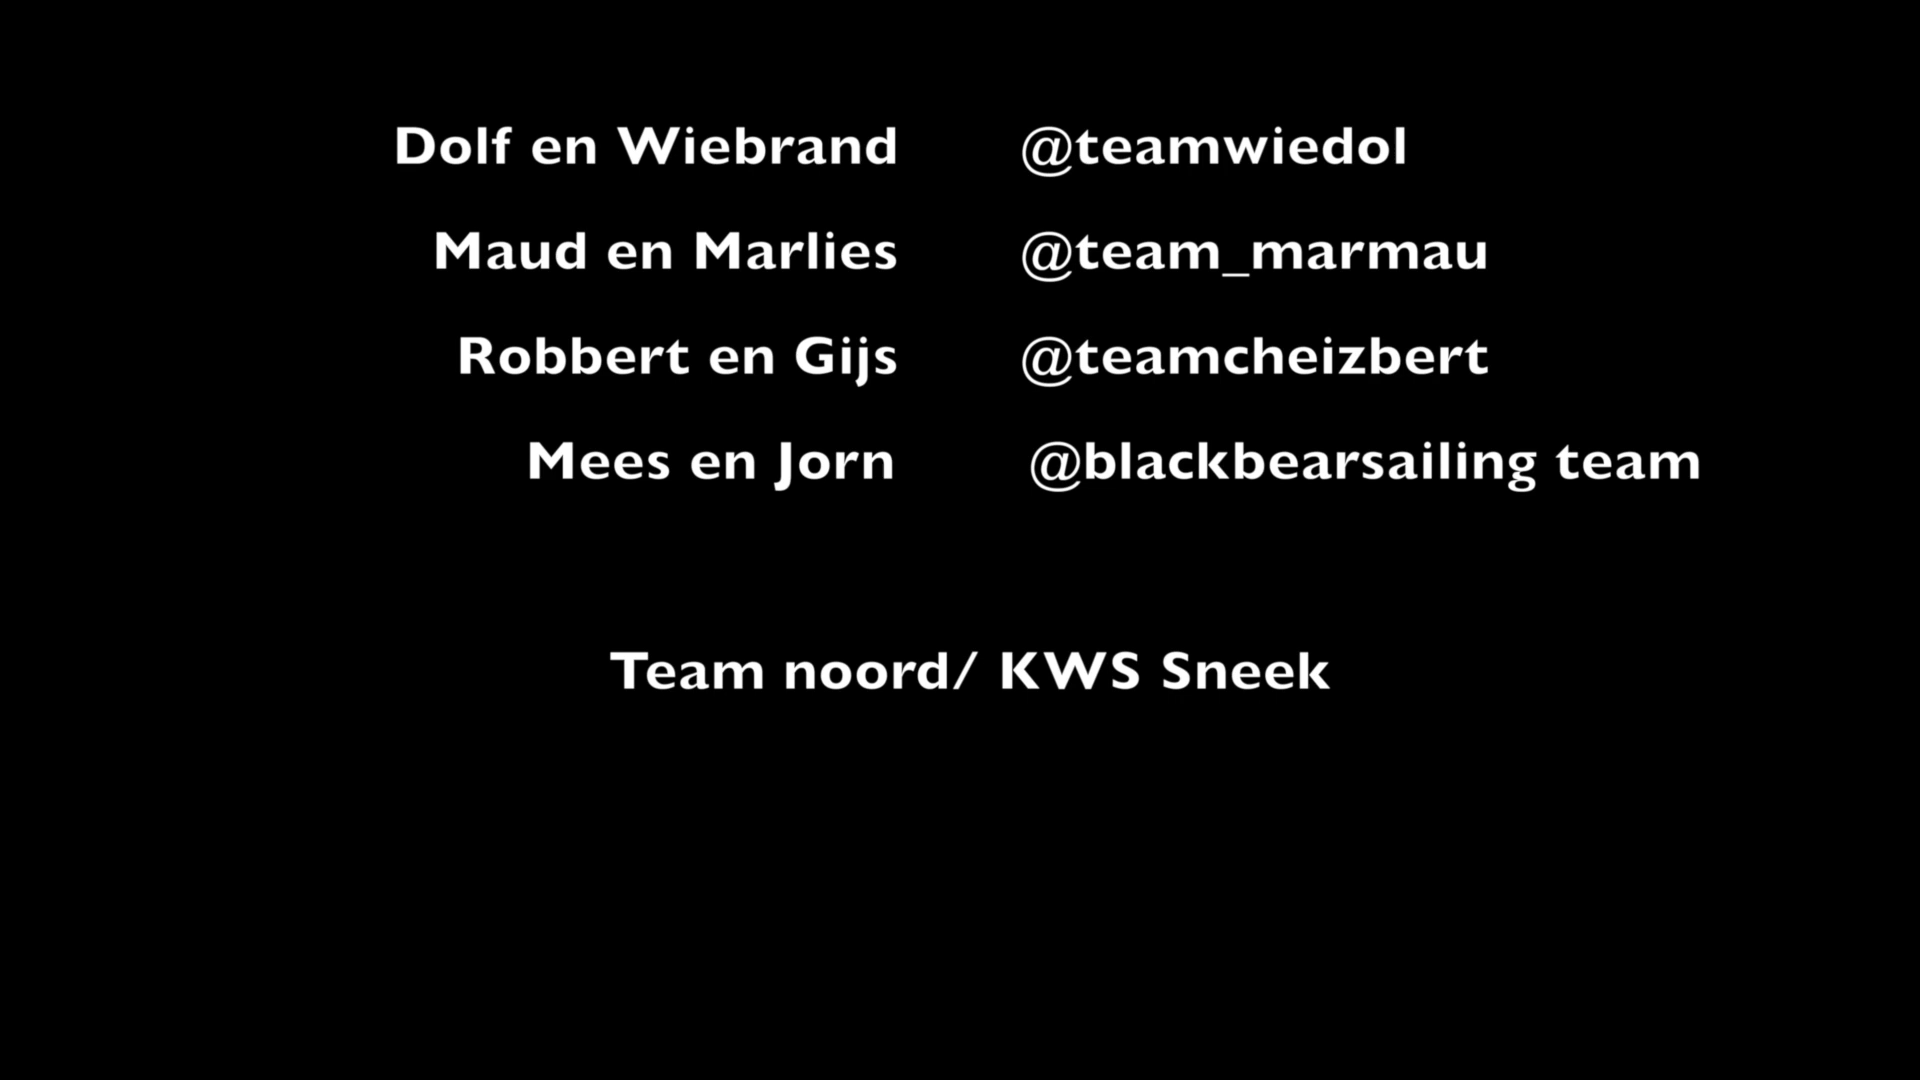 Dolf en Wiebrand @teamwiedol
Maud en Marlies @team_marmau
Robbert en Gijs @teamcheizbert
Mees en Jorn @blackbearsailing team
Team noord/ KWS Sneek